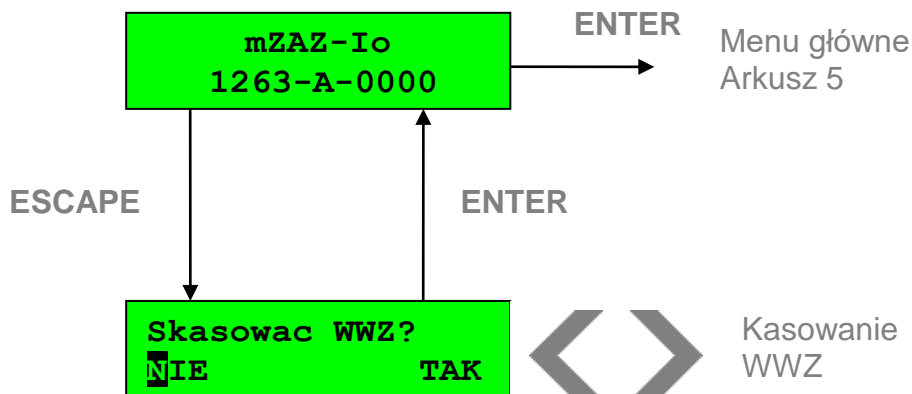 mZAZ-Io
1263-A-0000
ENTER
Menu główne
Arkusz 5
ESCAPE
ENTER
Skasowac WWZ?
NIE TAK
Kasowanie
WWZ